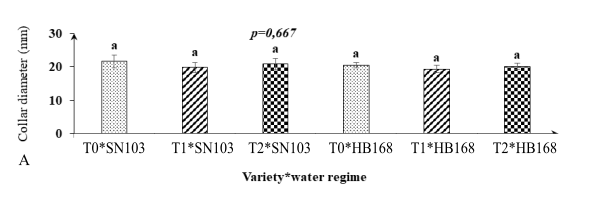 p=0,667
Collar diameter (mm)
30
20
10
0
a a a a a a
T0*SN103 T1*SN103 T2*SN103 T0*HB168 T1*HB168 T2*HB168
A
Variety*water regime